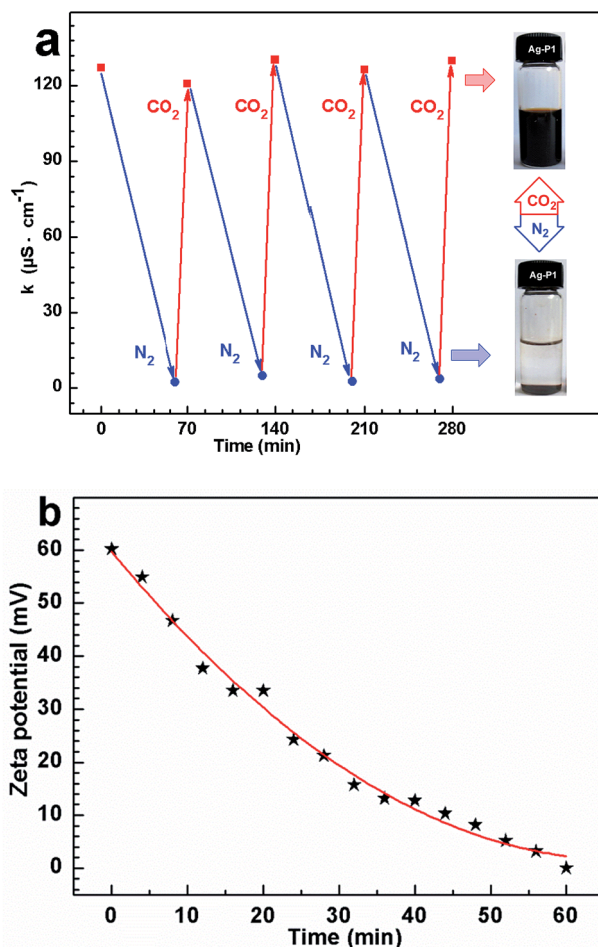 a
Ag-P1
120
CO₂ CO₂ CO₂ CO₂
90
k (µS · cm⁻¹)
CO₂
N₂
60
Ag-P1
30
N₂ N₂ N₂ N₂
0
0 70 140 210 280
Time (min)
b
60
50
40
Zeta potential (mV)
30
20
10
0
0 10 20 30 40 50 60
Time (min)